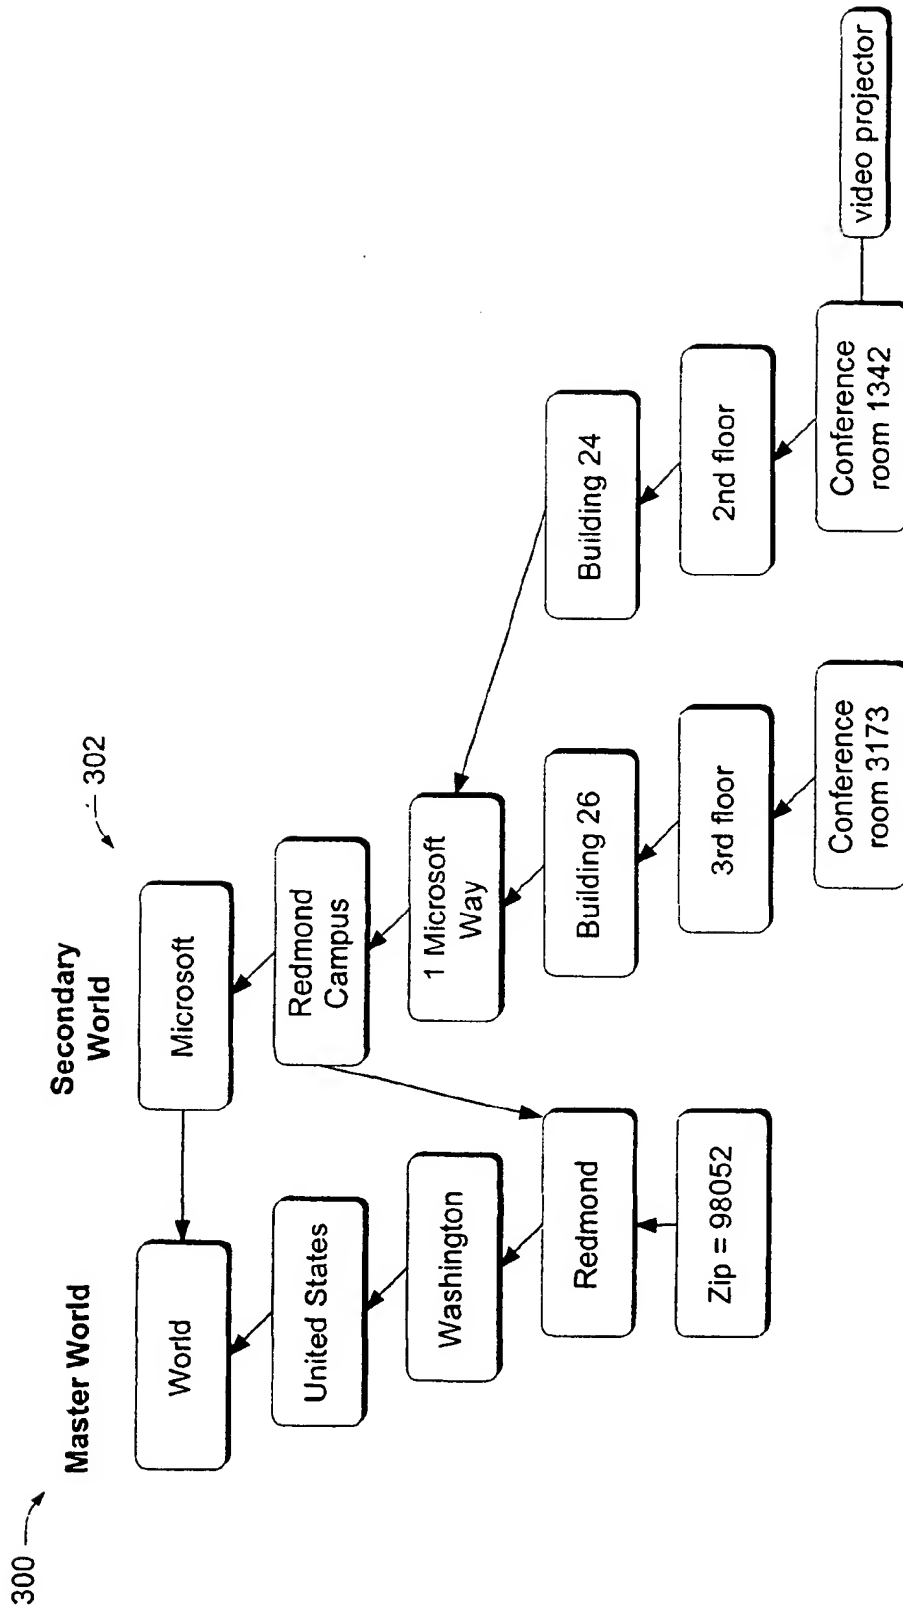 300
Master World
World
United States
Washington
Redmond
Zip = 98052
Secondary
World
302
Microsoft
Redmond
Campus
1 Microsoft
Way
Building 26
3rd floor
Conference
room 3173
Building 24
2nd floor
Conference
room 1342
video projector